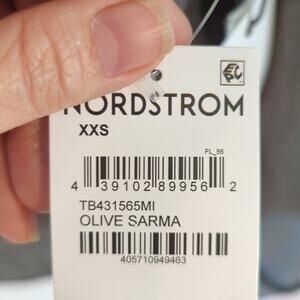 NORDSTROM
XXS
FL_56
4 39102 89956 2
TB431565MI
OLIVE SARMA
405710949463